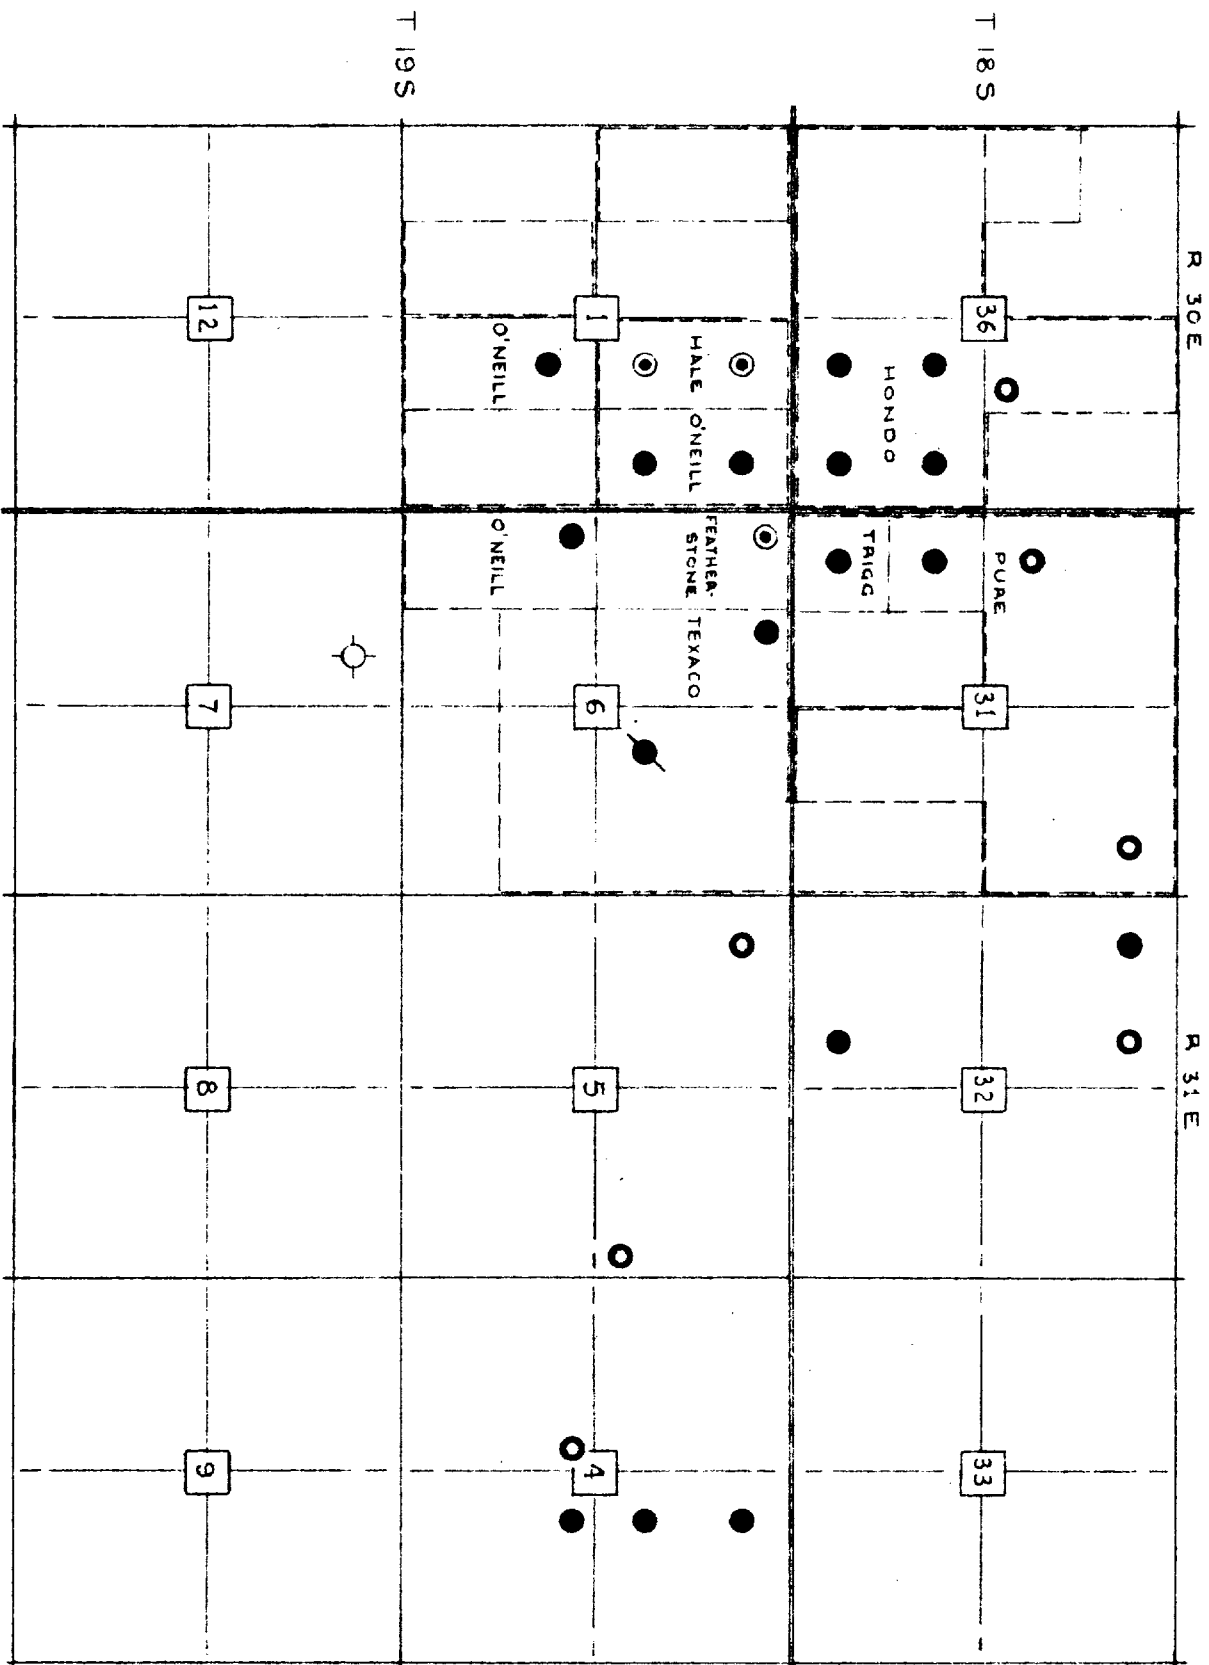 R 30 E
R 31 E
T 18 S
T 19 S
36
31
32
33
HONDO
PURE
TRIGG
1
6
5
4
HALE
O'NEILL
FEATHER-
STONE
TEXACO
O'NEILL
O'NEILL
12
7
8
9